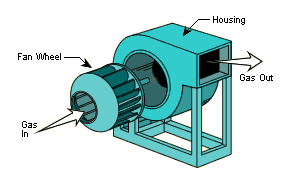 Housing
Fan Wheel
Gas Out
Gas
In